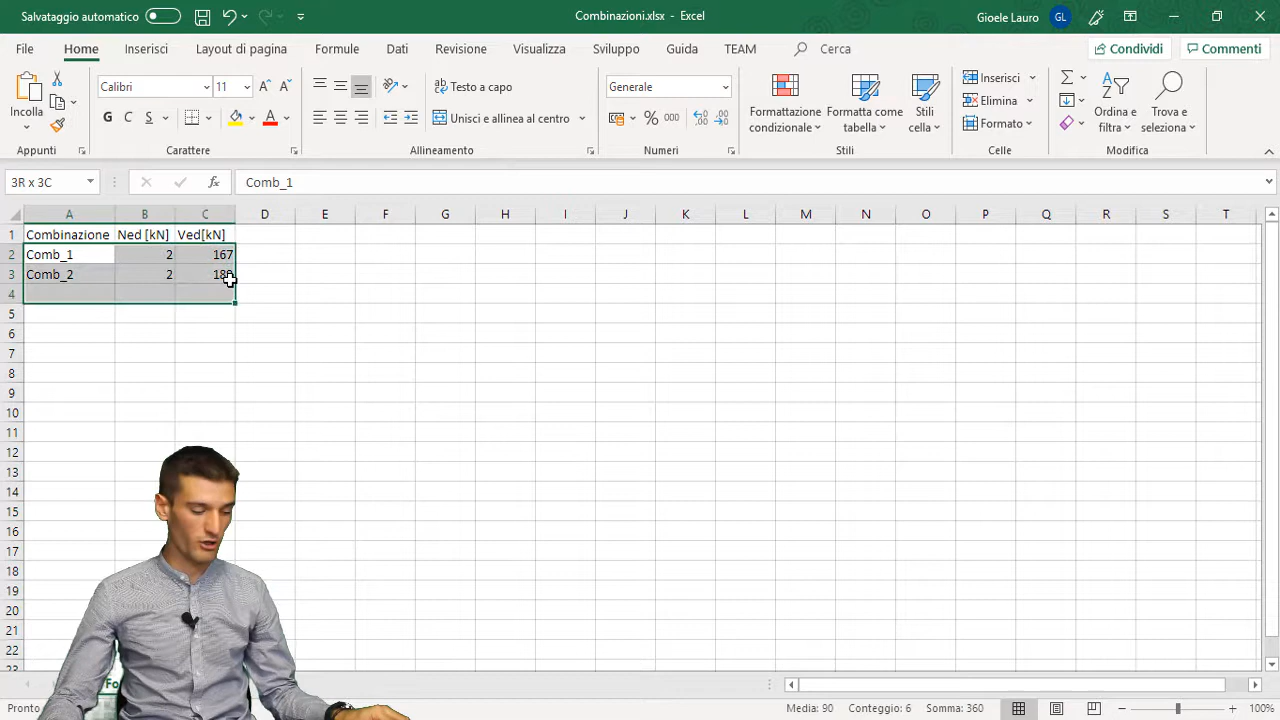 Salvataggio automatico
Combinazioni.xlsx - Excel
Gioele Lauro
GL
File
Home
Inserisci
Layout di pagina
Formule
Dati
Revisione
Visualizza
Sviluppo
Guida
TEAM
Cerca
Condividi
Commenti
Incolla
Calibri
11
G C S
Testo a capo
Unisci e allinea al centro
Generale
% 000
Formattazione condizionale
Formatta come tabella
Stili cella
Inserisci
Elimina
Formato
Ordina e filtra
Trova e seleziona
Appunti
Carattere
Allineamento
Numeri
Stili
Celle
Modifica
3R x 3C
fx
Comb_1
A B C D E F G H I J K L M N O P Q R S T
1 Combinazione Ned [kN] Ved[kN]
2 Comb_1 2 167
3 Comb_2 2
4
5
6
7
8
9
10
11
12
13
14
15
16
17
18
19
20
21
22
23
Fo
Pronto
Media: 90
Conteggio: 6
Somma: 360
100%